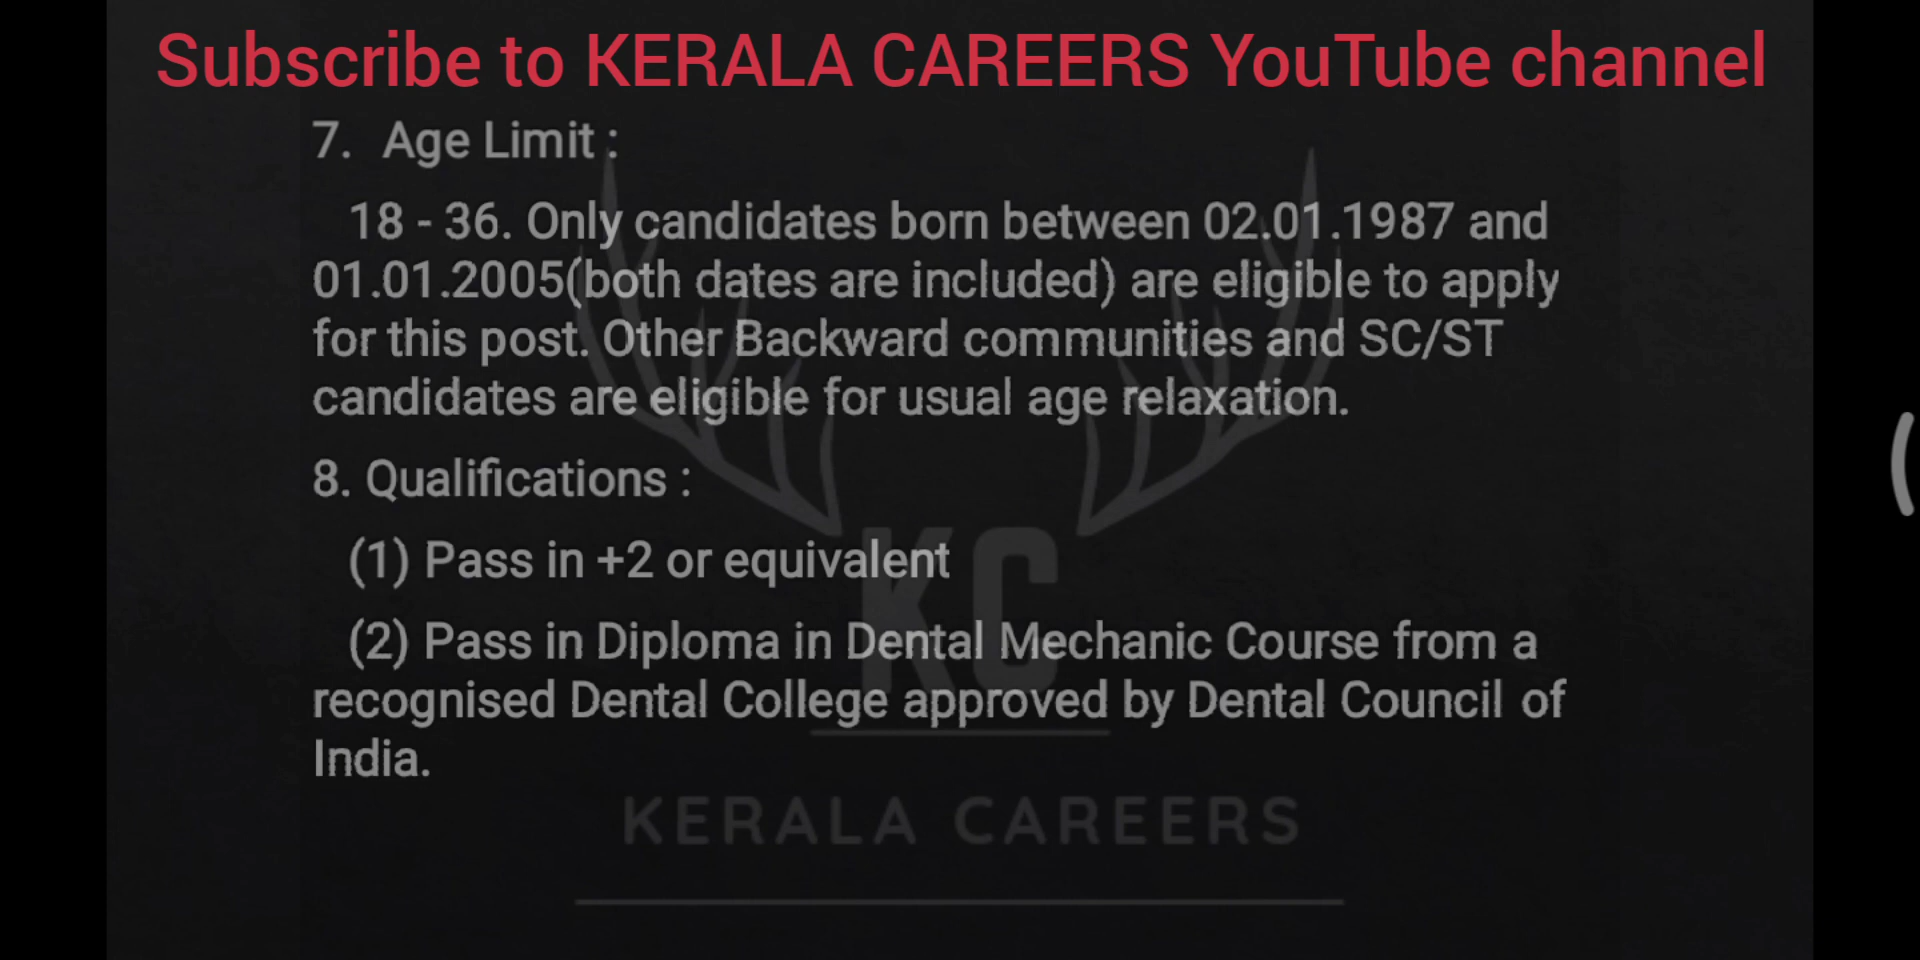 Subscribe to KERALA CAREERS YouTube channel
7. Age Limit :
18 - 36. Only candidates born between 02.01.1987 and
01.01.2005(both dates are included) are eligible to apply
for this post. Other Backward communities and SC/ST
candidates are eligible for usual age relaxation.
8. Qualifications :
(1) Pass in +2 or equivalent
(2) Pass in Diploma in Dental Mechanic Course from a
recognised Dental College approved by Dental Council of
India.
KC
KERALA CAREERS